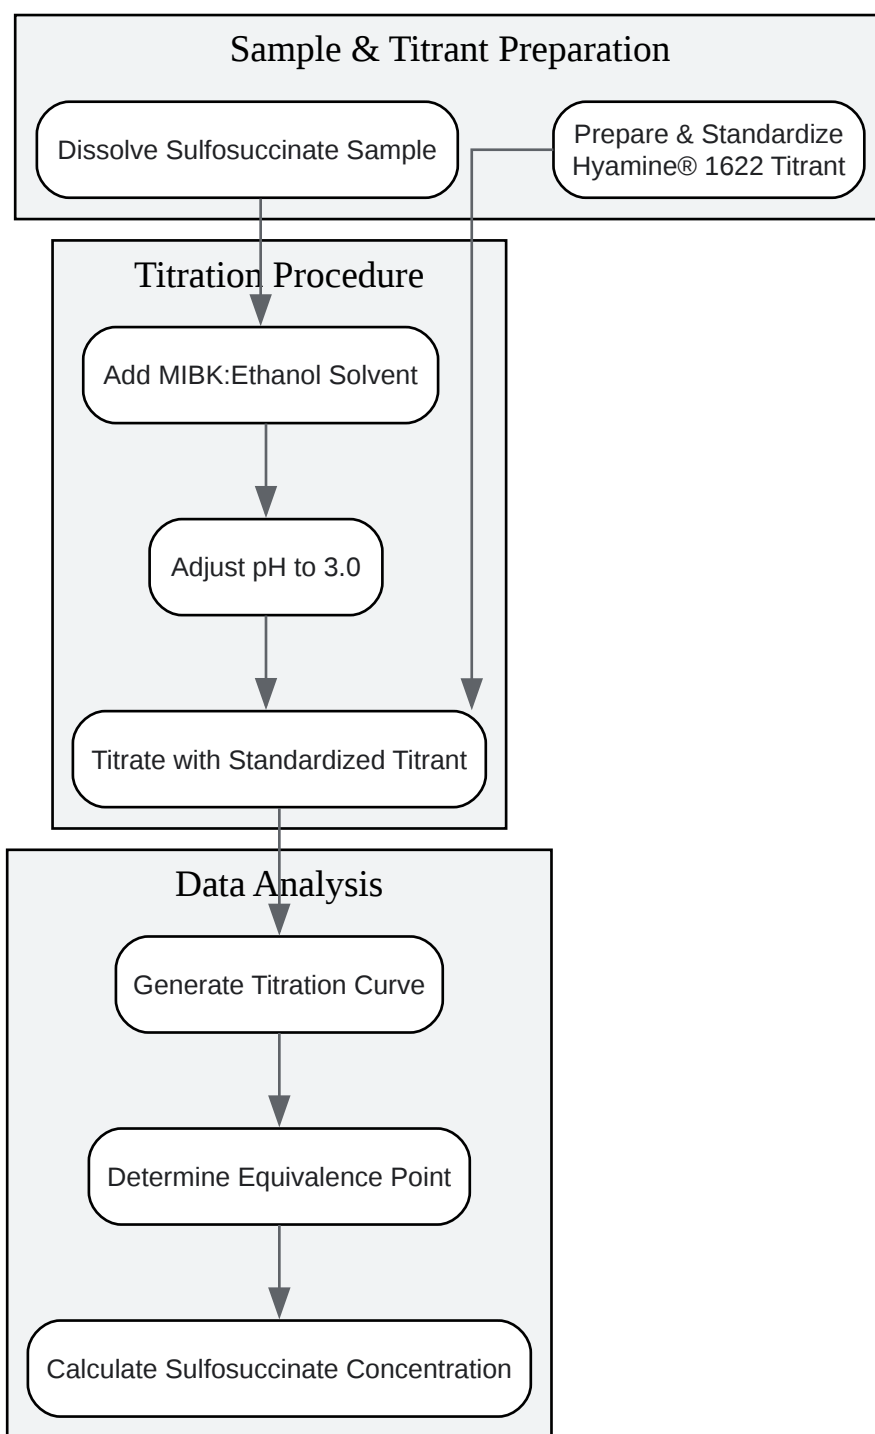 Sample & Titrant Preparation
Dissolve Sulfosuccinate Sample
Prepare & Standardize
Hyamine® 1622 Titrant
Titration Procedure
Add MIBK:Ethanol Solvent
Adjust pH to 3.0
Titrate with Standardized Titrant
Data Analysis
Generate Titration Curve
Determine Equivalence Point
Calculate Sulfosuccinate Concentration